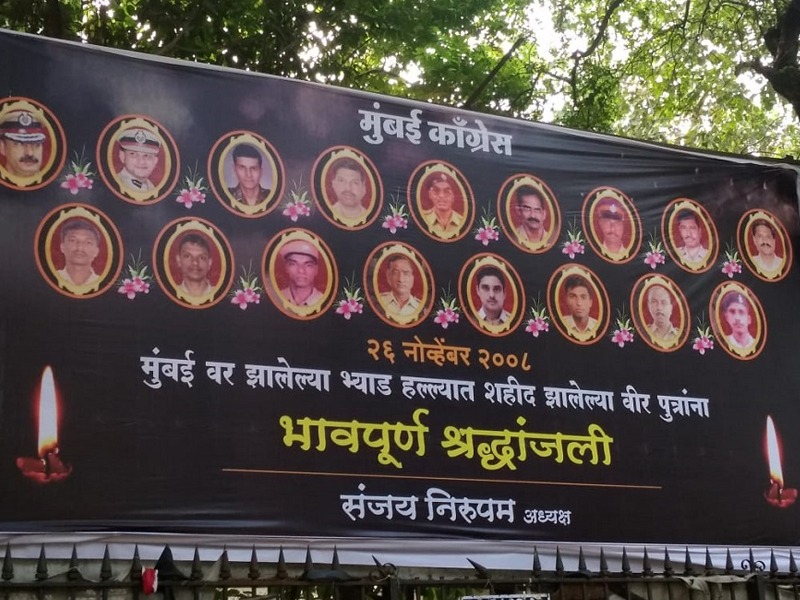 मुंबई काँग्रेस
२६ नोव्हेंबर २००८
मुंबई वर झालेल्या भ्याड हल्ल्यात शहीद झालेल्या वीर पुत्रांना
भावपूर्ण श्रद्धांजली
संजय निरुपम अध्यक्ष